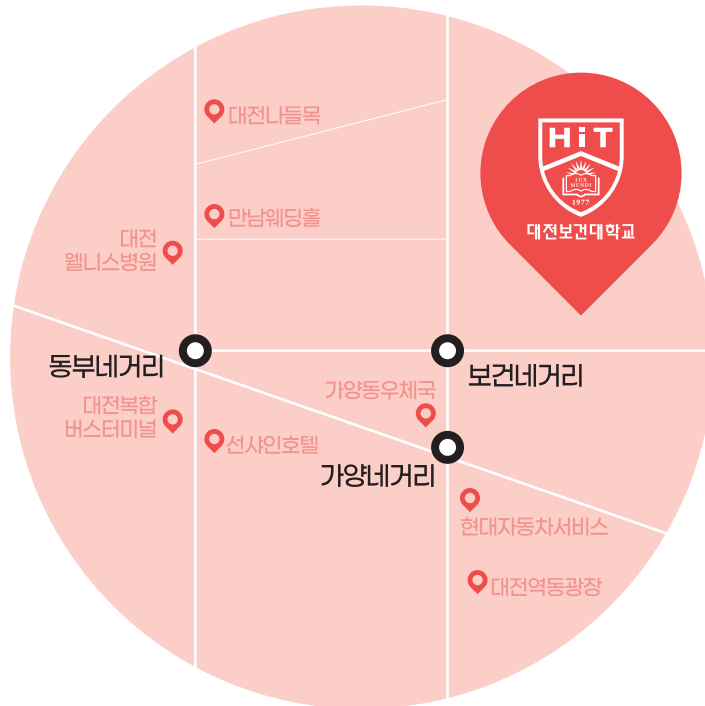 대전나들목
HiT
LUX
MUNDI
1977
대전보건대학교
만남웨딩홀
대전
웰니스병원
동부네거리
보건네거리
가양동우체국
대전복합
버스터미널
선샤인호텔
가양네거리
현대자동차서비스
대전역동광장